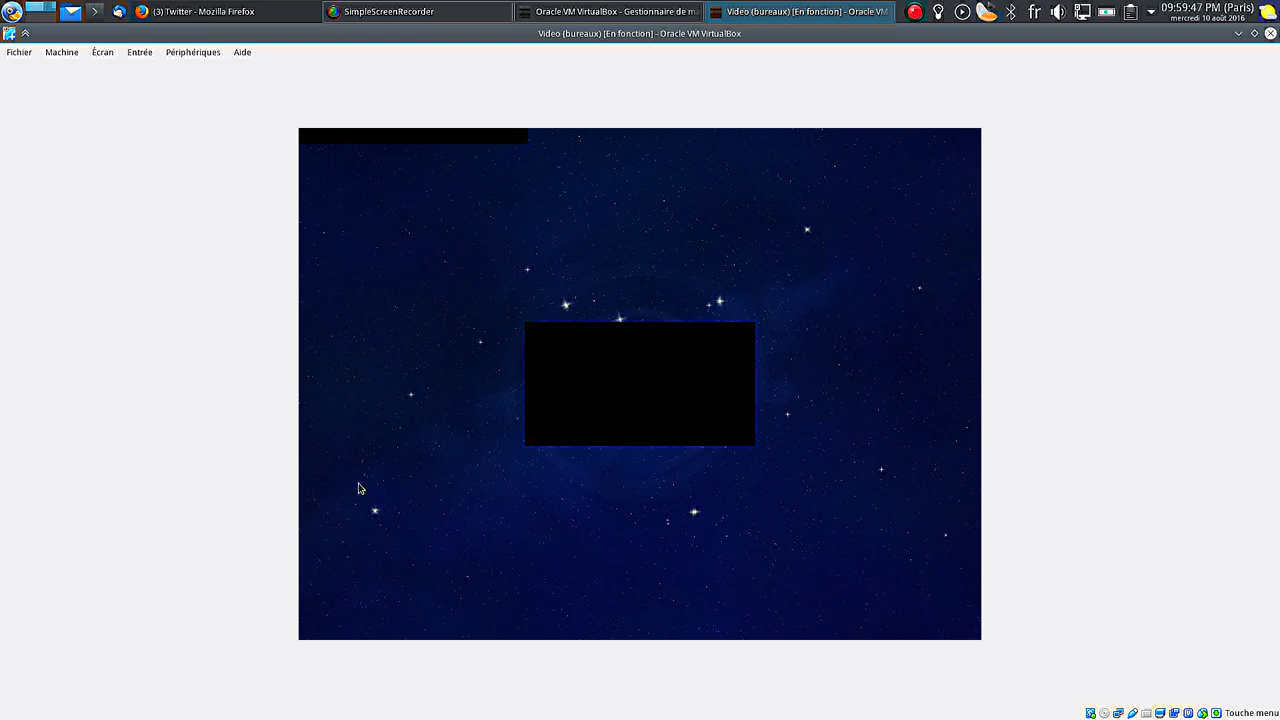 (3) Twitter - Mozilla Firefox
SimpleScreenRecorder
Oracle VM VirtualBox - Gestionnaire de m
Video (bureaux) [En fonction] - Oracle VM
fr
09:59:47 PM (Paris)
mercredi 10 août 2016
Video (bureaux) [En fonction] - Oracle VM VirtualBox
Fichier Machine Écran Entrée Périphériques Aide
Touche menu